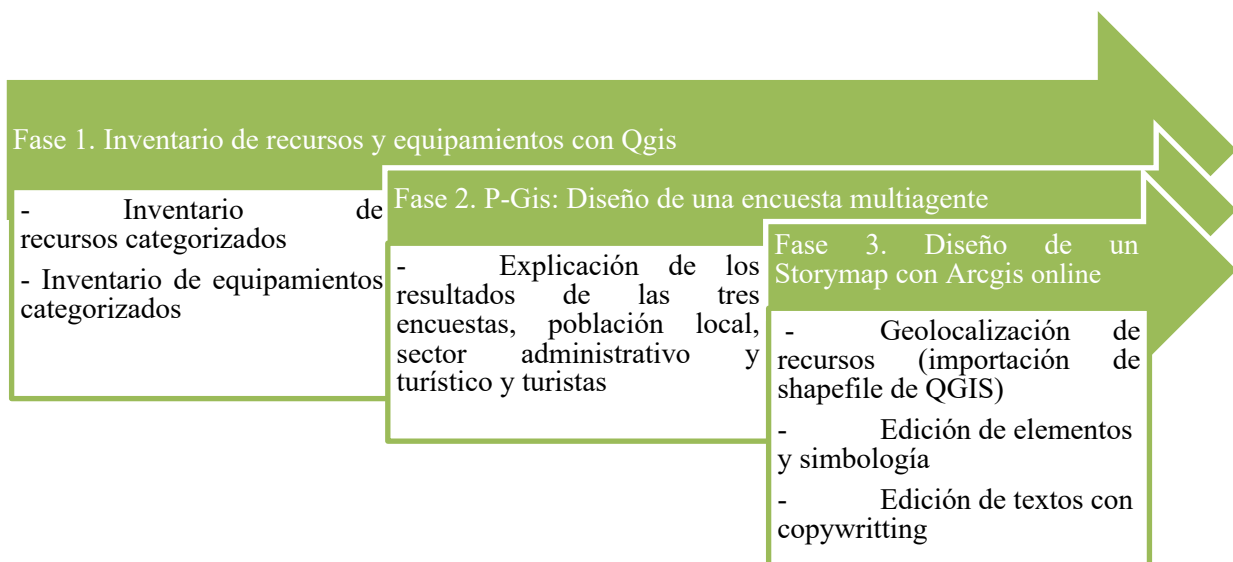 Fase 1. Inventario de recursos y equipamientos con Qgis
- Inventario de
recursos categorizados
- Inventario de equipamientos
categorizados
Fase 2. P-Gis: Diseño de una encuesta multiagente
- Explicación de los
resultados de las tres
encuestas, población local,
sector administrativo y
turístico y turistas
Fase 3. Diseño de un
Storymap con Arcgis online
- Geolocalización de
recursos (importación de
shapefile de QGIS)
- Edición de elementos
y simbología
- Edición de textos con
copywritting